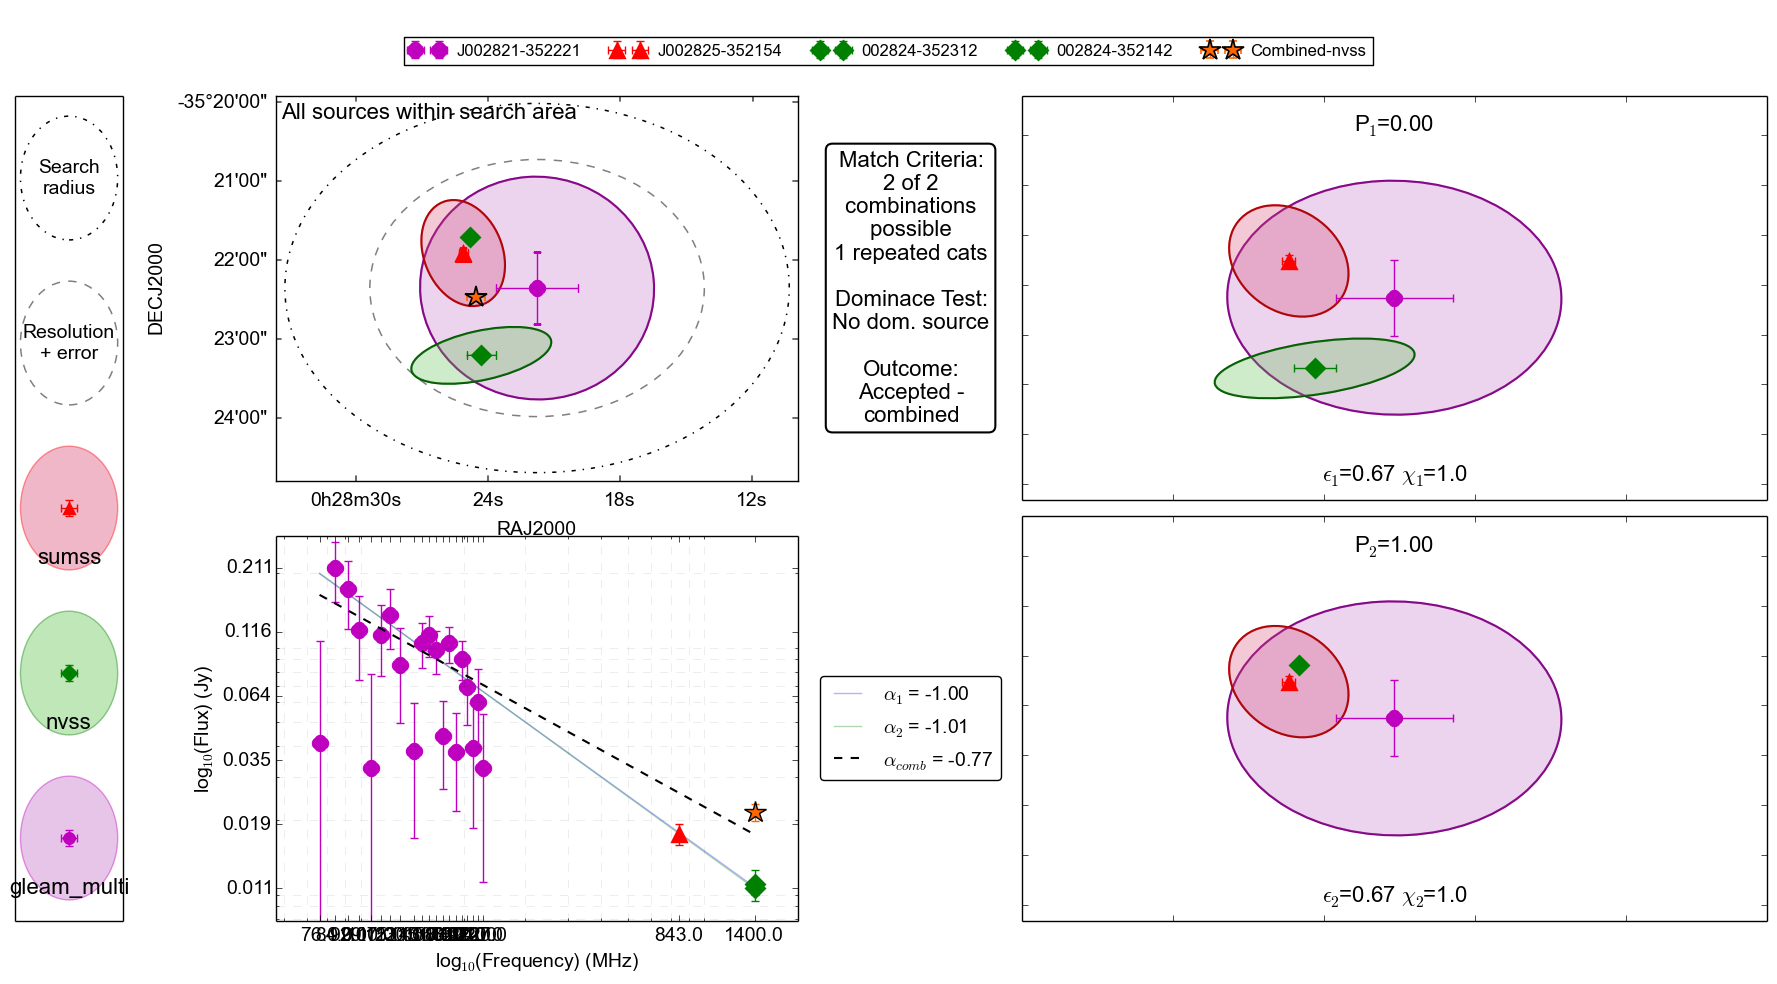 J002821-352221
J002825-352154
002824-352312
002824-352142
Combined-nvss
Search
radius
Resolution
+ error
sumss
nvss
gleam_multi
All sources within search area
DECJ2000
-35°20'00"
21'00"
22'00"
23'00"
24'00"
0h28m30s
24s
18s
12s
RAJ2000
Match Criteria:
2 of 2
combinations
possible
1 repeated cats
Dominace Test:
No dom. source
Outcome:
Accepted -
combined
P1=0.00
ϵ1=0.67 χ1=1.0
P2=1.00
ϵ2=0.67 χ2=1.0
log10(Flux) (Jy)
0.211
0.116
0.064
0.035
0.019
0.011
843.0
1400.0
log10(Frequency) (MHz)
α1 = -1.00
α2 = -1.01
αcomb = -0.77